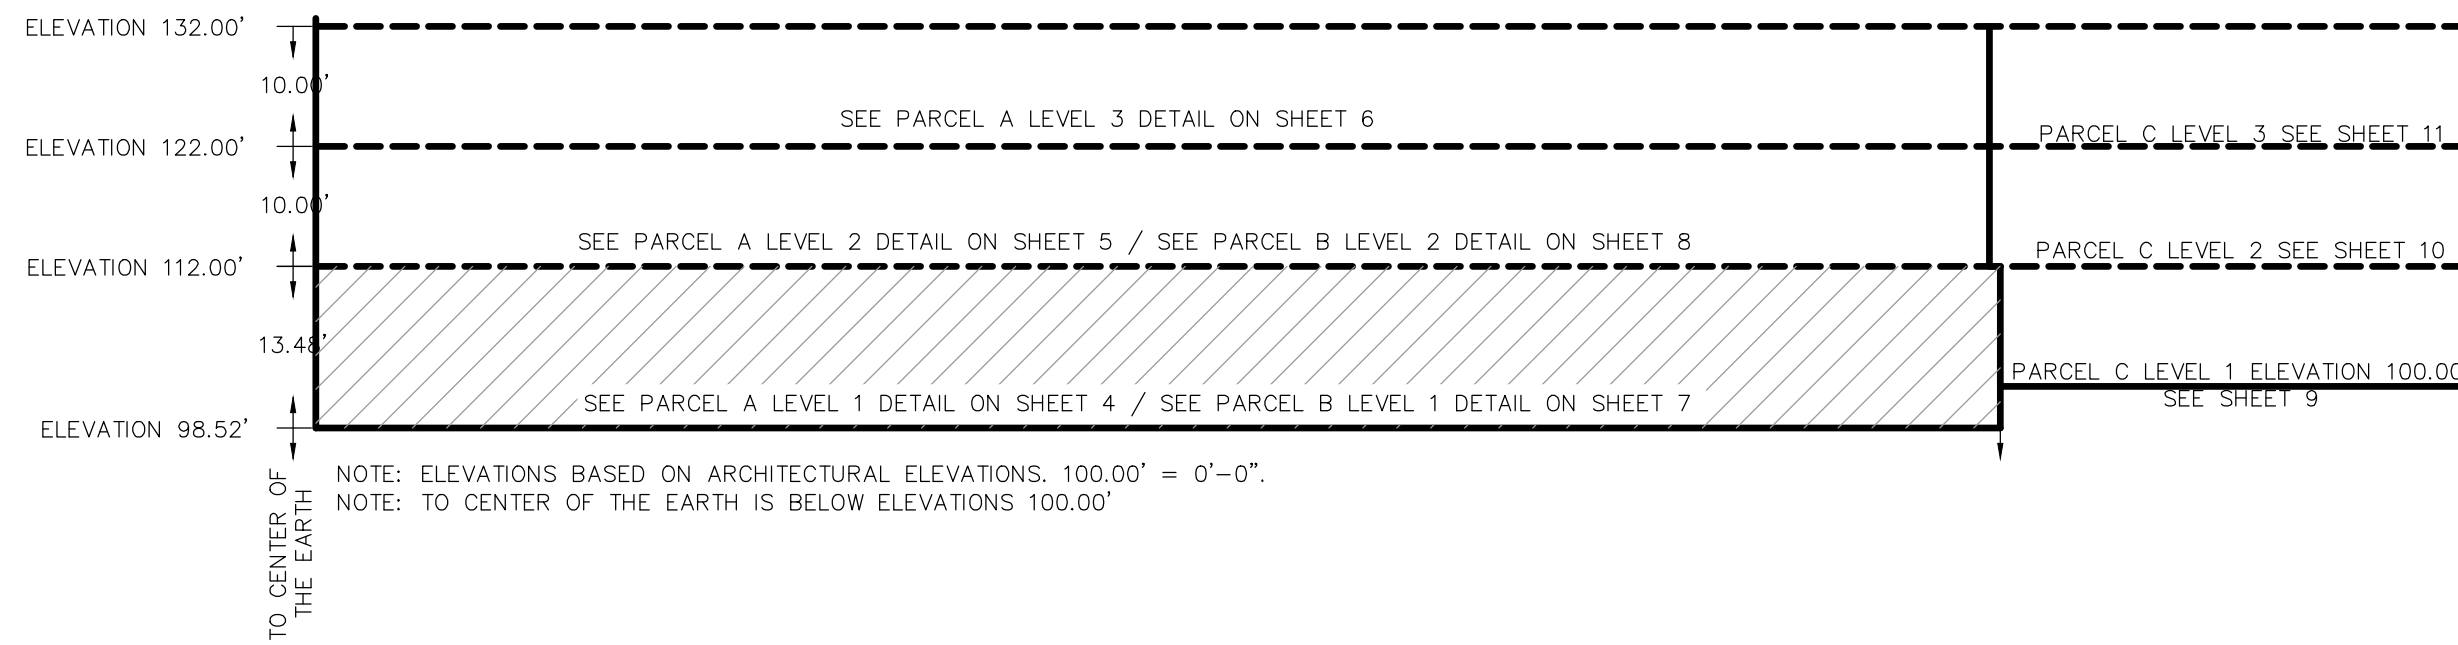 ELEVATION 132.00'
10.00'
SEE PARCEL A LEVEL 3 DETAIL ON SHEET 6
PARCEL C LEVEL 3 SEE SHEET 11
ELEVATION 122.00'
10.00'
SEE PARCEL A LEVEL 2 DETAIL ON SHEET 5 / SEE PARCEL B LEVEL 2 DETAIL ON SHEET 8
PARCEL C LEVEL 2 SEE SHEET 10
ELEVATION 112.00'
13.48'
PARCEL C LEVEL 1 ELEVATION 100.00
SEE SHEET 9
SEE PARCEL A LEVEL 1 DETAIL ON SHEET 4 / SEE PARCEL B LEVEL 1 DETAIL ON SHEET 7
ELEVATION 98.52'
NOTE: ELEVATIONS BASED ON ARCHITECTURAL ELEVATIONS. 100.00' = 0'-0".
NOTE: TO CENTER OF THE EARTH IS BELOW ELEVATIONS 100.00'
TO CENTER OF
THE EARTH